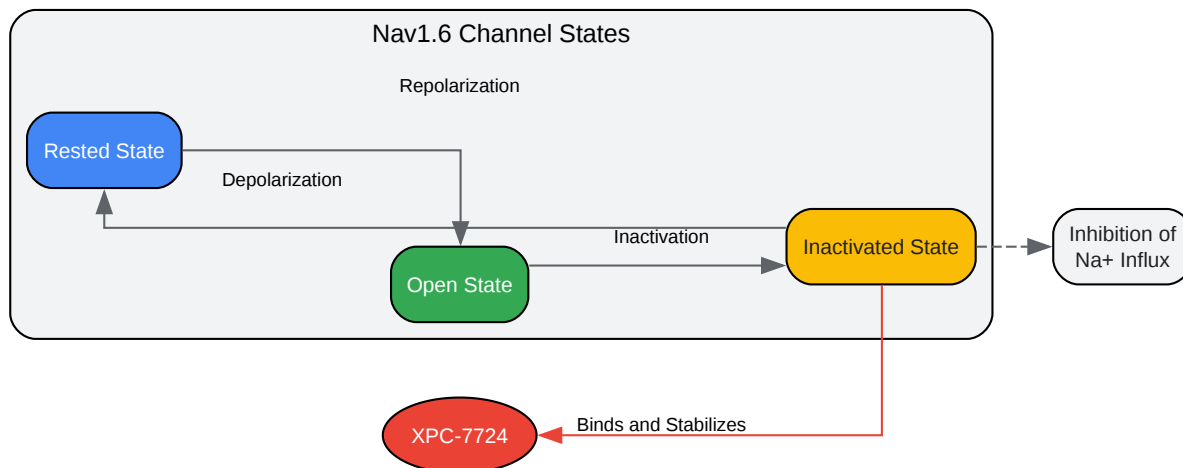 Nav1.6 Channel States
Repolarization
Rested State
Depolarization
Inactivation
Inactivated State
Inhibition of
Na+ Influx
Open State
Binds and Stabilizes
XPC-7724